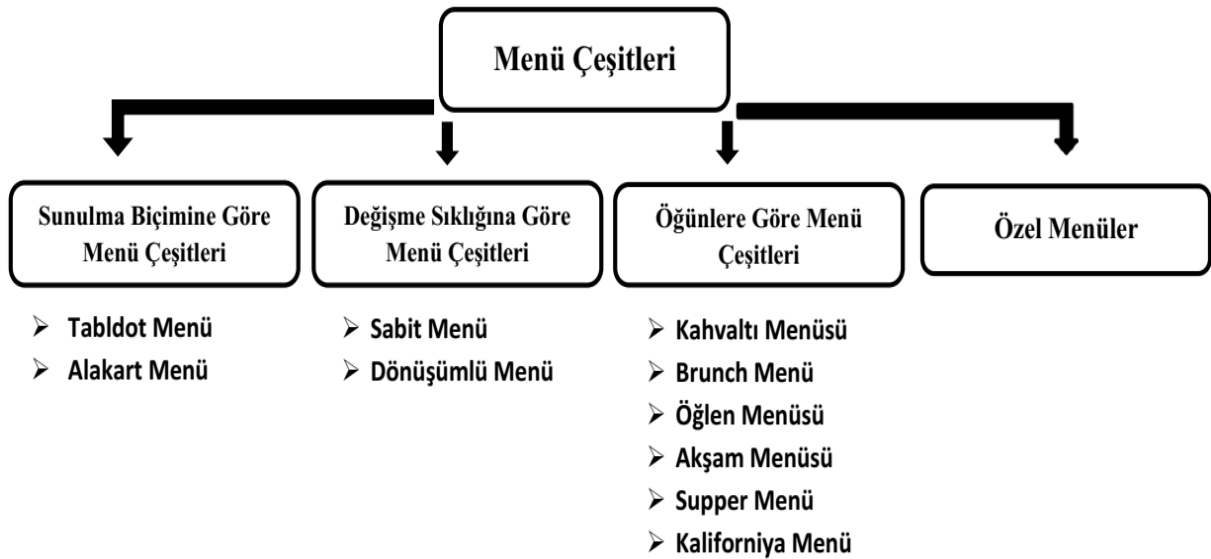 Menü Çeşitleri
Sunulma Biçimine Göre
Menü Çeşitleri
Değişme Sıklığına Göre
Menü Çeşitleri
Öğünlere Göre Menü
Çeşitleri
Özel Menüler
Tabldot Menü
Alakart Menü
Sabit Menü
Dönüşümlü Menü
Kahvaltı Menüsü
Brunch Menü
Öğlen Menüsü
Akşam Menüsü
Supper Menü
Kaliforniya Menü